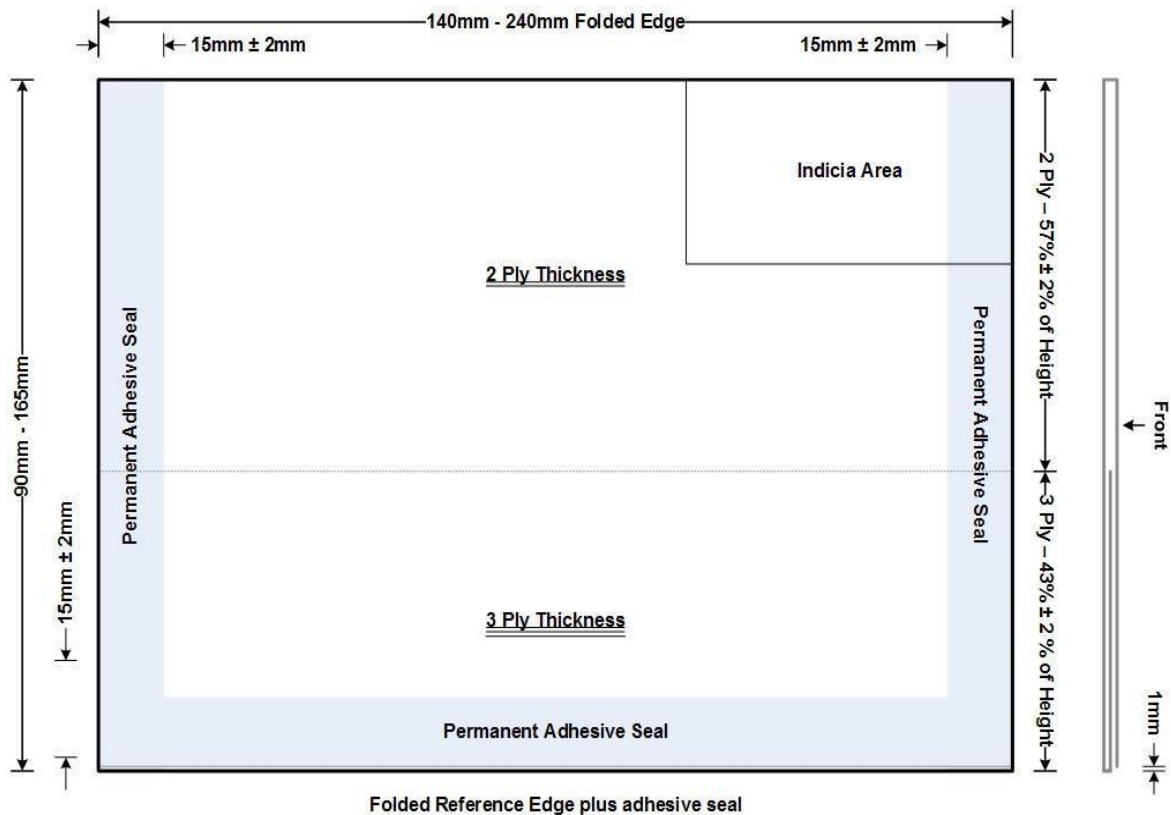 140mm - 240mm Folded Edge
15mm ± 2mm
15mm ± 2mm
Indicia Area
2 Ply Thickness
2 Ply – 57% ± 2% of Height
Front
Permanent Adhesive Seal
Permanent Adhesive Seal
90mm - 165mm
15mm ± 2mm
3 Ply Thickness
3 Ply – 43% ± 2 % of Height
1mm
Permanent Adhesive Seal
Folded Reference Edge plus adhesive seal